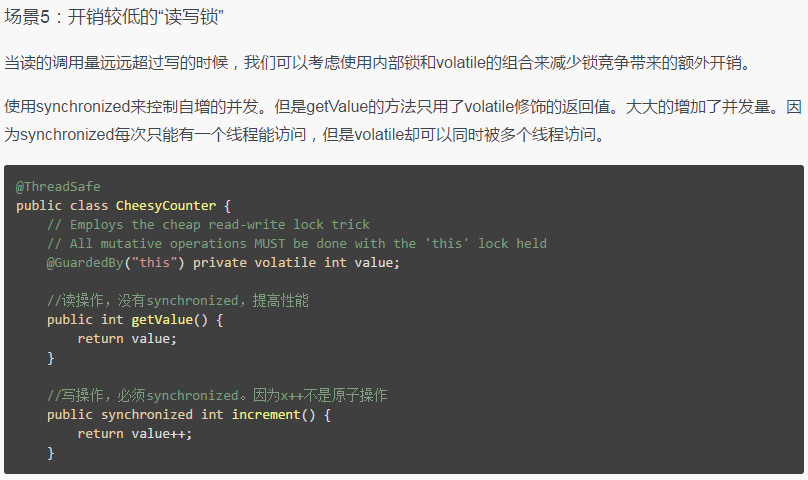 场景5：开销较低的“读写锁”
当读的调用量远远超过写的时候，我们可以考虑使用内部锁和volatile的组合来减少锁竞争带来的额外开销。
使用synchronized来控制自增的并发。但是getValue的方法只用了volatile修饰的返回值。大大的增加了并发量。因
为synchronized每次只能有一个线程能访问，但是volatile却可以同时被多个线程访问。
@ThreadSafe
public class CheesyCounter {
    // Employs the cheap read-write lock trick
    // All mutative operations MUST be done with the 'this' lock held
    @GuardedBy("this") private volatile int value;

    //读操作，没有synchronized，提高性能
    public int getValue() {
        return value;
    }

    //写操作，必须synchronized。因为x++不是原子操作
    public synchronized int increment() {
        return value++;
    }